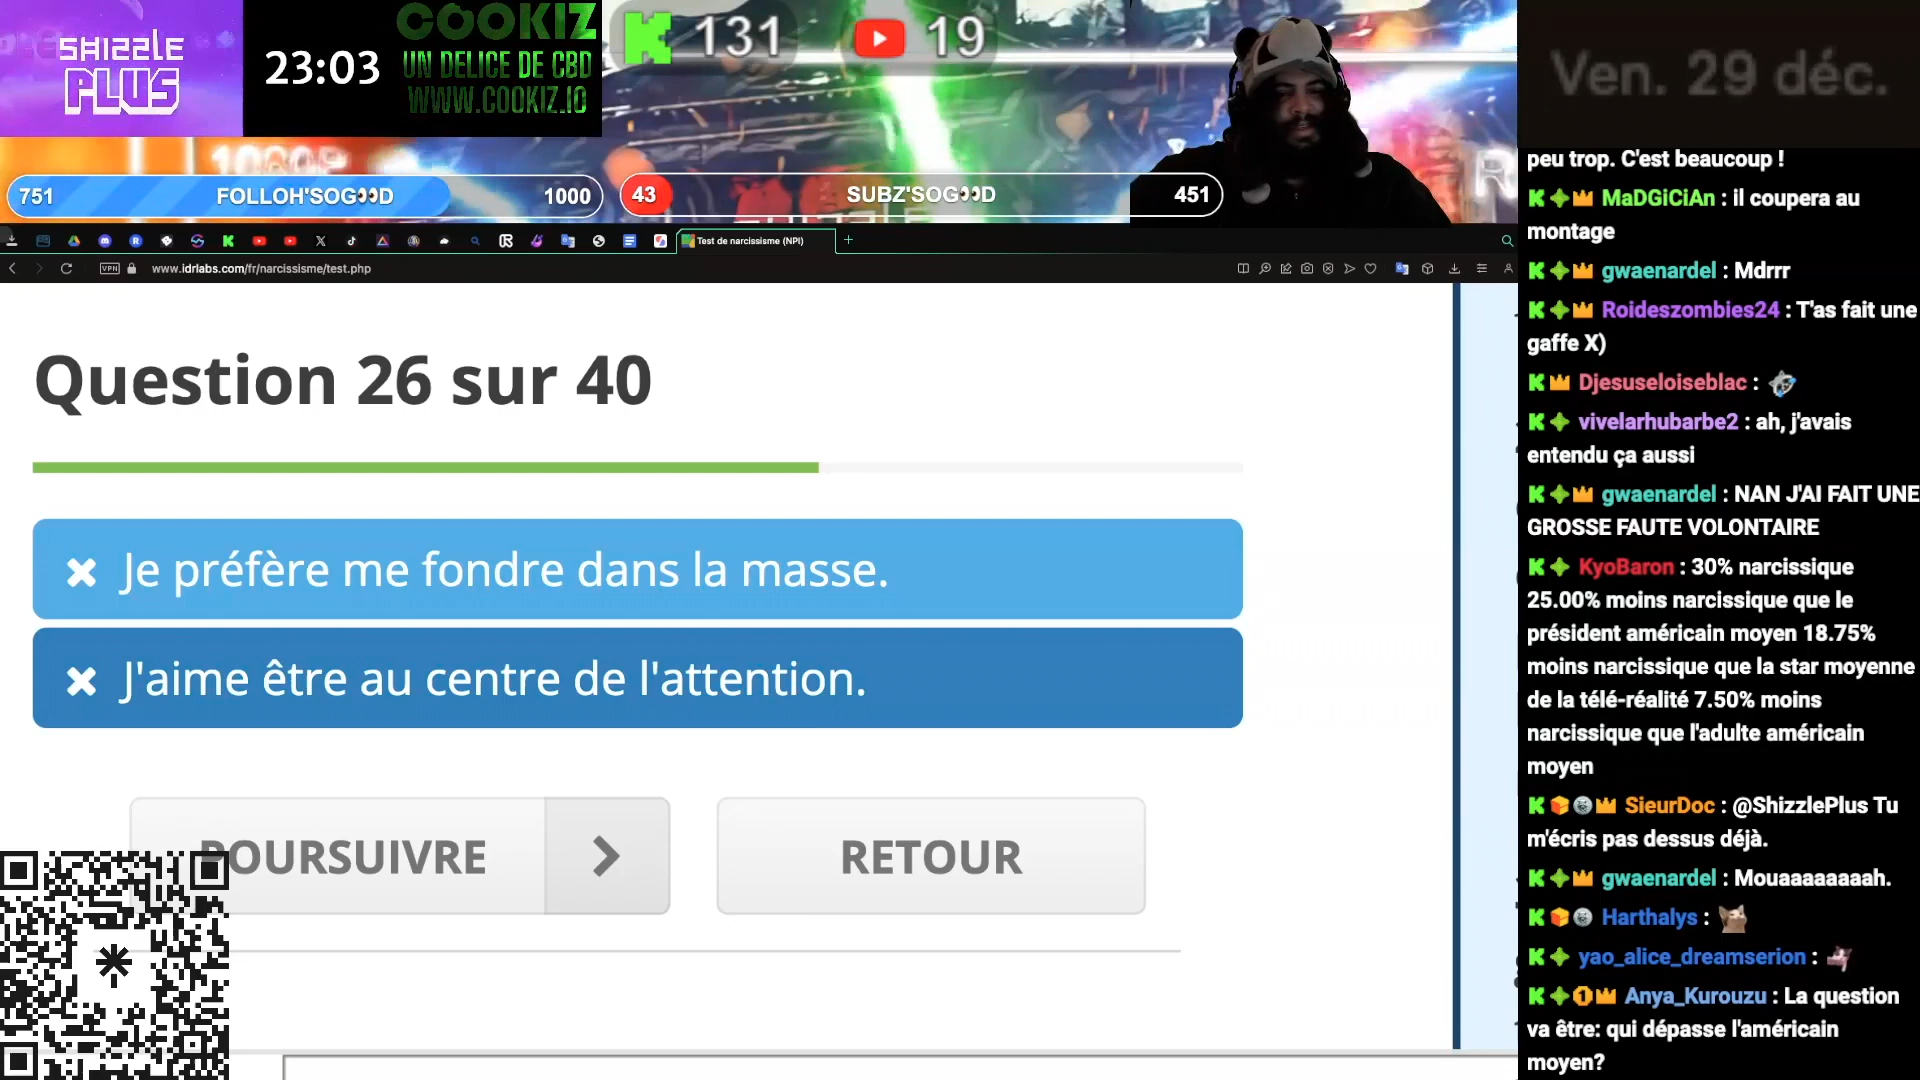 SHIZZLE
PLUS
23:03
COOKIZ
UN DELICE DE CBD
WWW.COOKIZ.IO
131
19
1080P
751
FOLLOH'SOG👀D
1000
43
SUBZ'SOG👀D
451
Ven. 29 déc.
Test de narcissisme (NPI)
VPN
www.idrlabs.com/fr/narcissisme/test.php
Question 26 sur 40
Je préfère me fondre dans la masse.
J'aime être au centre de l'attention.
POURSUIVRE
RETOUR
peu trop. C'est beaucoup !
MaDGiCiAn : il coupera au
montage
gwaenardel : Mdrrr
Roideszombies24 : T'as fait une
gaffe X)
Djesuseloiseblac :
vivelarhubarbe2 : ah, j'avais
entendu ça aussi
gwaenardel : NAN J'AI FAIT UNE
GROSSE FAUTE VOLONTAIRE
KyoBaron : 30% narcissique
25.00% moins narcissique que le
président américain moyen 18.75%
moins narcissique que la star moyenne
de la télé-réalité 7.50% moins
narcissique que l'adulte américain
moyen
SieurDoc : @ShizzlePlus Tu
m'écris pas dessus déjà.
gwaenardel : Mouaaaaaaaah.
Harthalys :
yao_alice_dreamserion :
Anya_Kurouzu : La question
va être: qui dépasse l'américain
moyen?